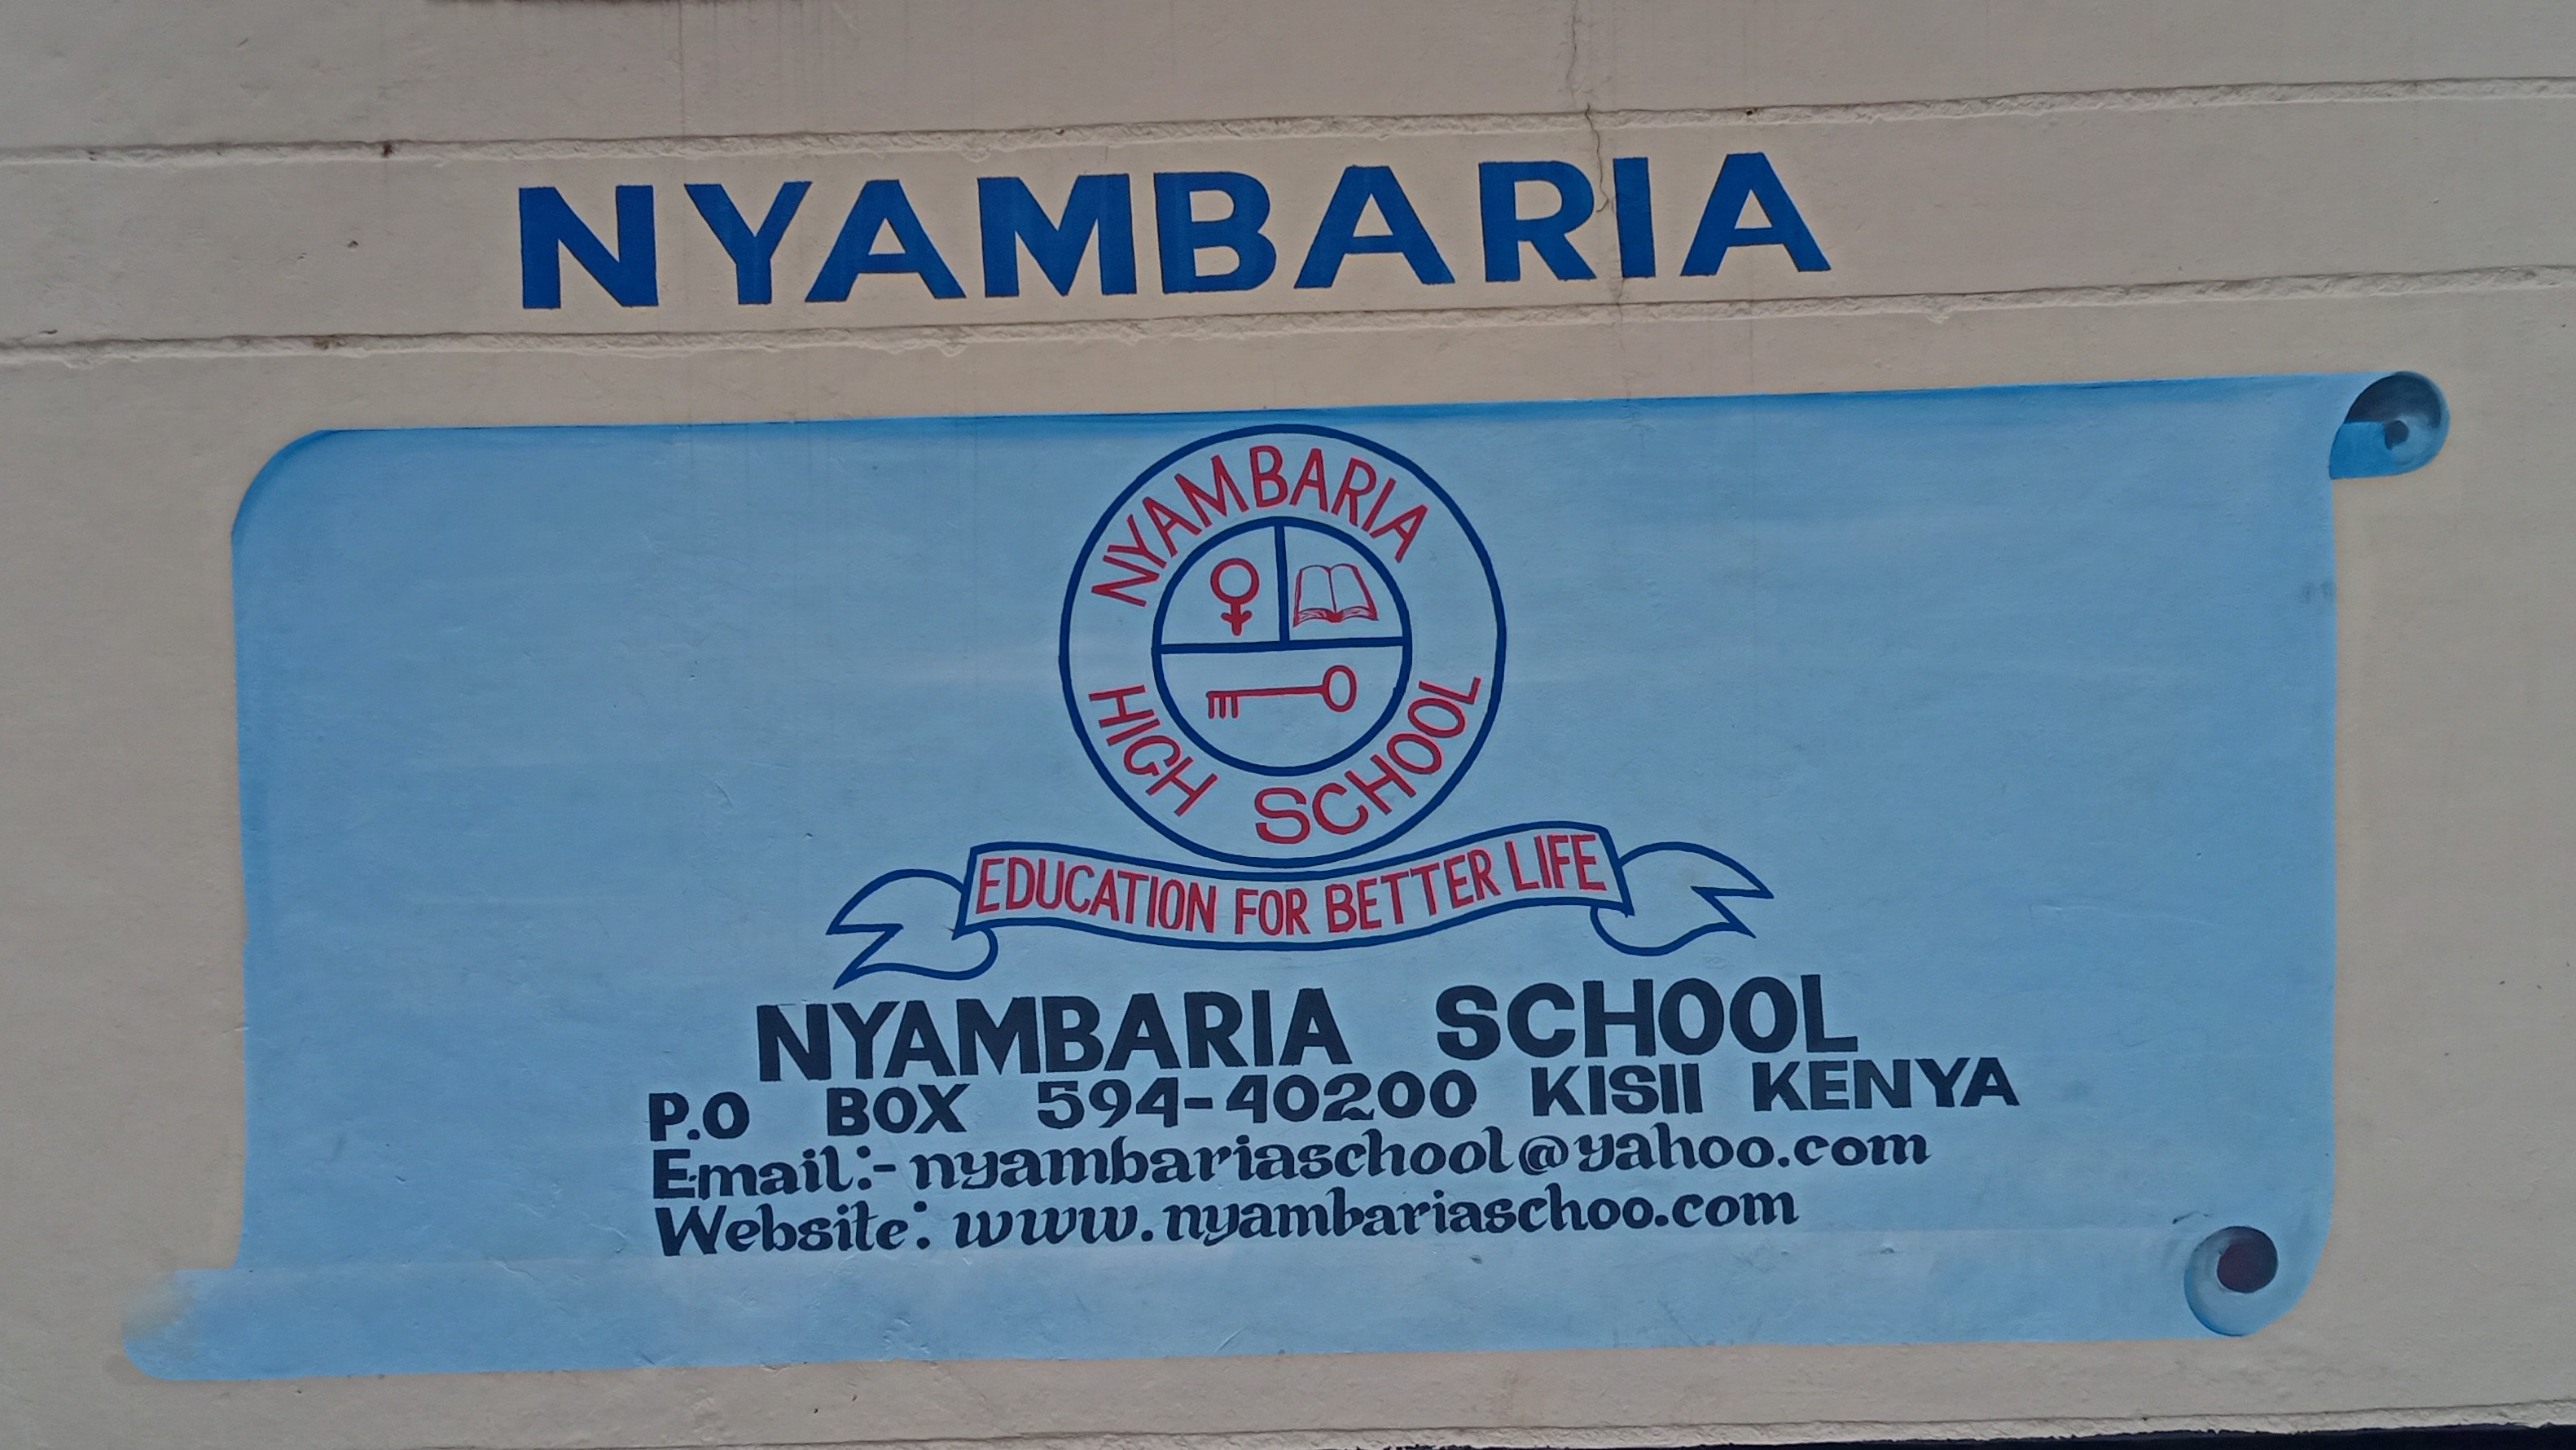 NYAMBARIA
NYAMBARIA
HIGH SCHOOL
EDUCATION FOR BETTER LIFE
NYAMBARIA SCHOOL
P.O BOX 594-40200 KISII KENYA
Email:- nyambariaschool@yahoo.com
Website: www.nyambariaschoo.com